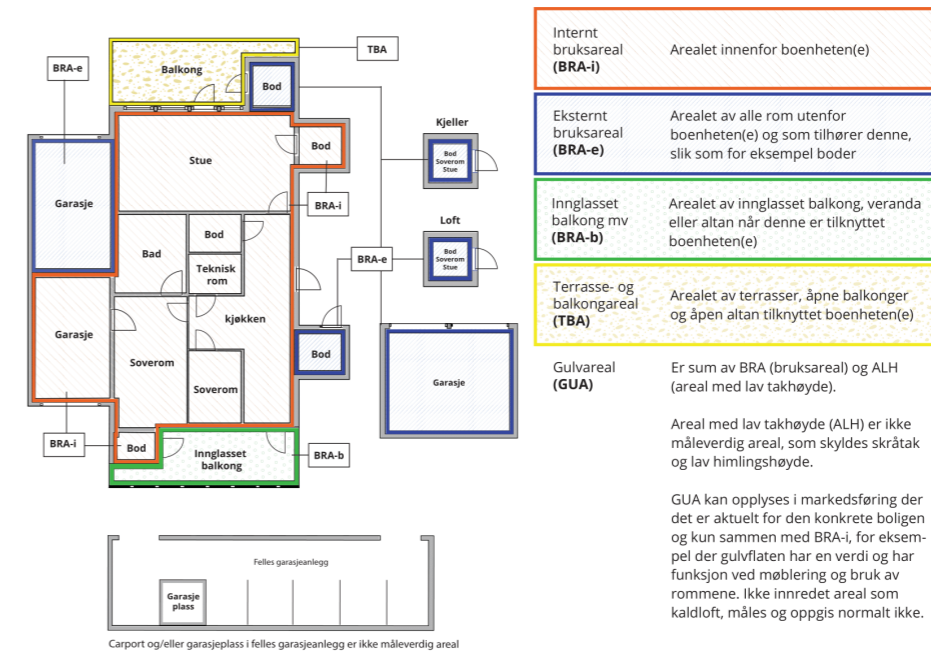 TBA
BRA-e
Balkong
Bod
Kjeller
Bod
Soverom
Stue
Stue
Bod
Garasje
BRA-i
Loft
Bod
Soverom
Stue
Bad
Bod
Teknisk
rom
BRA-e
Garasje
kjøkken
Soverom
Soverom
Bod
Garasje
BRA-i
Bod
Innglasset
balkong
BRA-b
Felles garasjeanlegg
Garasje
plass
Carport og/eller garasjeplass i felles garasjeanlegg er ikke måleverdig areal
Internt
bruksareal
(BRA-i)
Arealet innenfor boenheten(e)
Eksternt
bruksareal
(BRA-e)
Arealet av alle rom utenfor
boenheten(e) og som tilhører denne,
slik som for eksempel boder
Innglasset
balkong mv
(BRA-b)
Arealet av innglasset balkong, veranda
eller altan når denne er tilknyttet
boenheten(e)
Terrasse- og
balkongareal
(TBA)
Arealet av terrasser, åpne balkonger
og åpen altan tilknyttet boenheten(e)
Gulvareal
(GUA)
Er sum av BRA (bruksareal) og ALH
(areal med lav takhøyde).
Areal med lav takhøyde (ALH) er ikke
måleverdig areal, som skyldes skråtak
og lav himlingshøyde.
GUA kan opplyses i markedsføring der
det er aktuelt for den konkrete boligen
og kun sammen med BRA-i, for eksem-
pel der gulvflaten har en verdi og har
funksjon ved møblering og bruk av
rommene. Ikke innredet areal som
kaldloft, måles og oppgis normalt ikke.